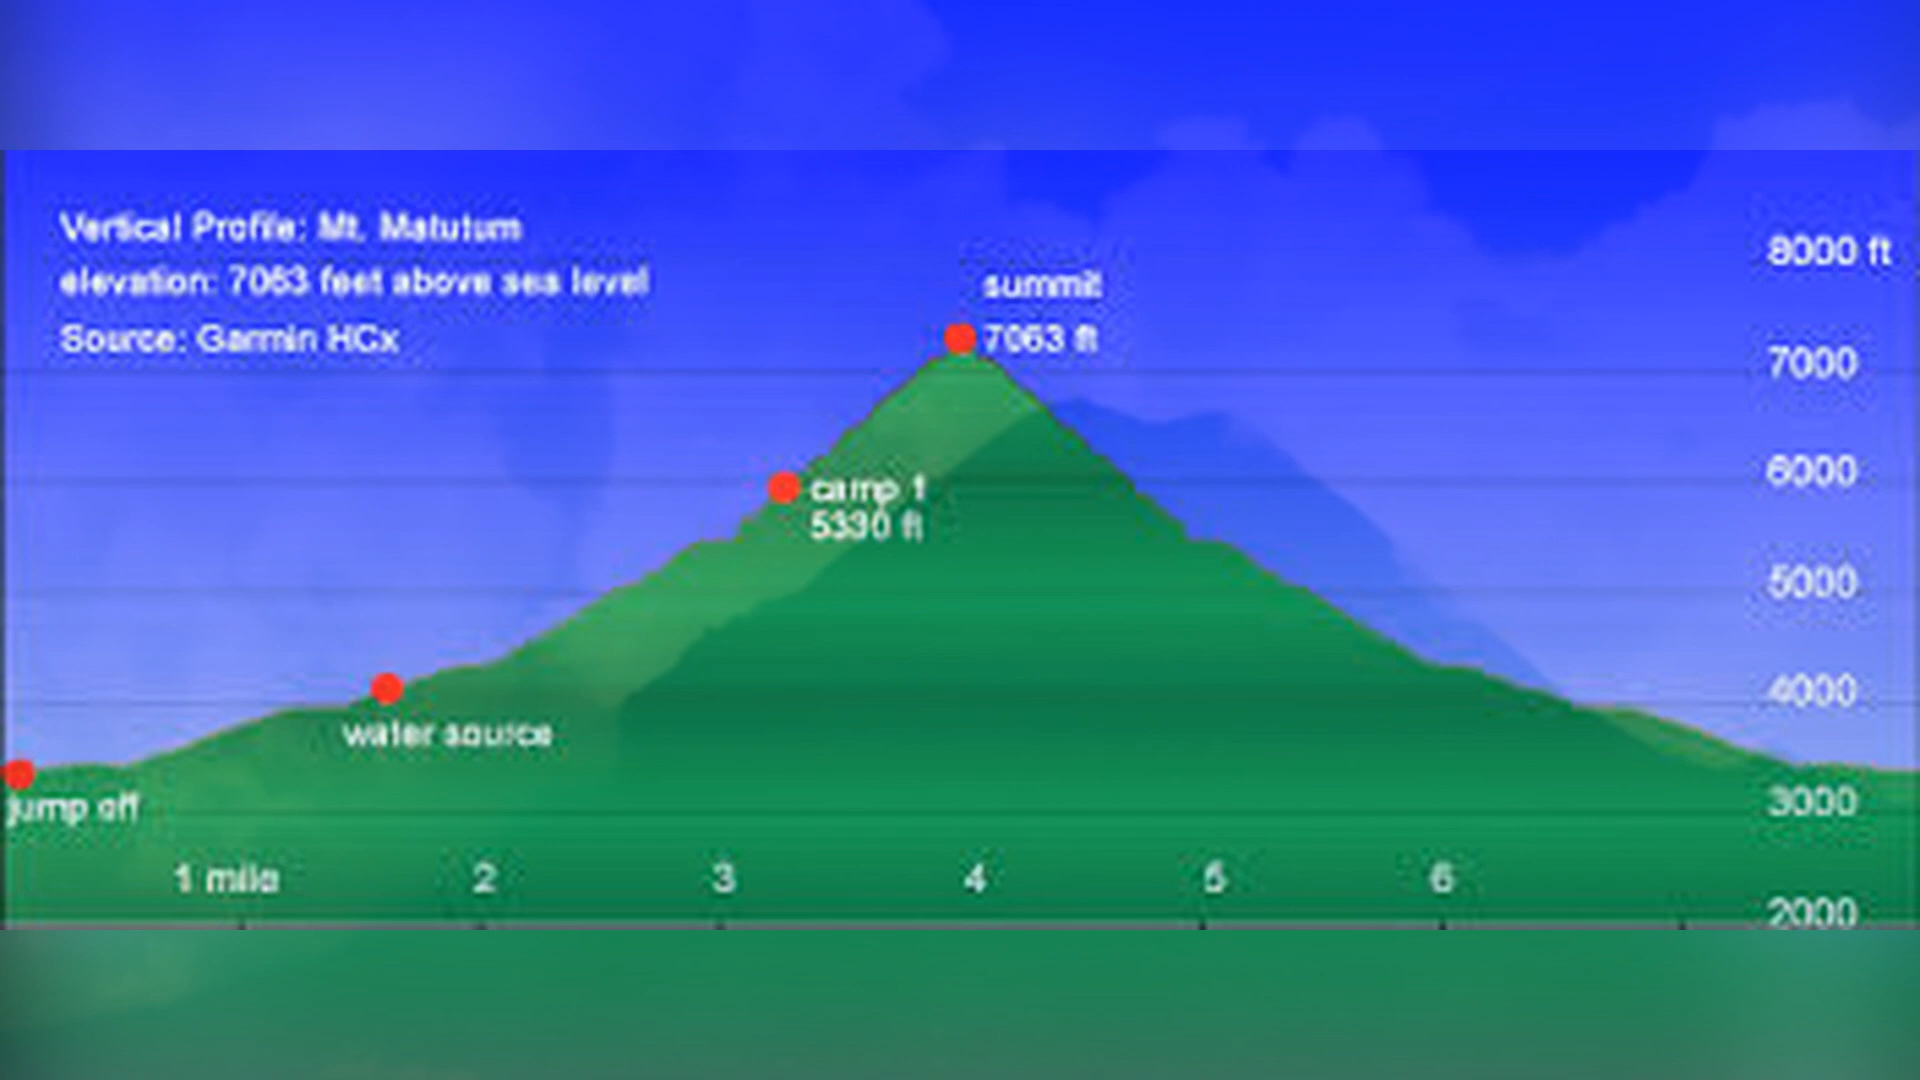 Vertical Profile: Mt. Matutum
elevation: 7063 feet above sea level
Source: Garmin HCx
8000 ft
summit
7063 ft
7000
6000
camp 1
5330 ft
5000
4000
water source
jump off
3000
1 mile 2 3 4 5 6
2000